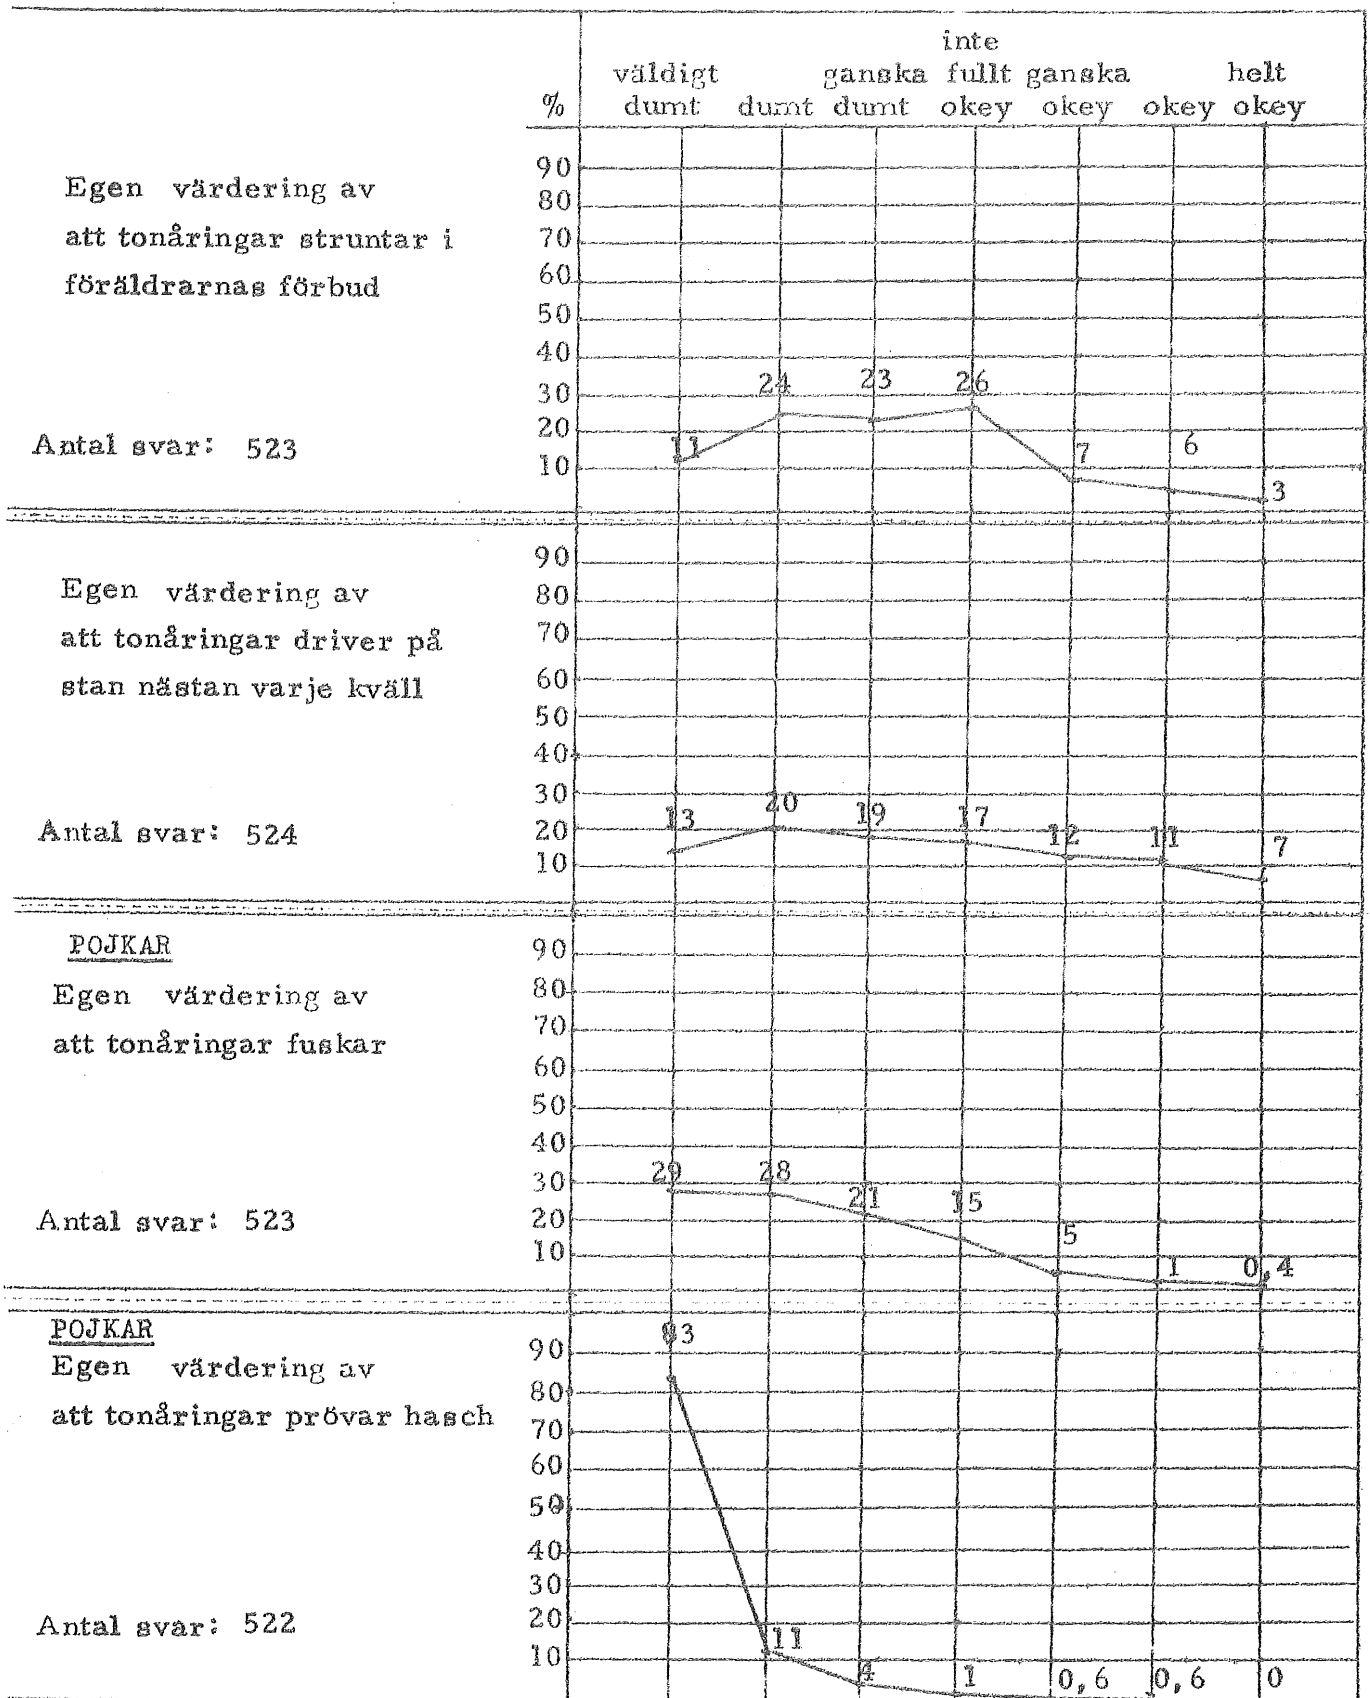 inte
väldigt ganska fullt ganska helt
% dumt dumt dumt okey okey okey okey
90
Egen värdering av
80
att tonåringar struntar i
70
föräldrarnas förbud
60
50
40
24 23 26
30
20
Antal svar: 523
11 7 6
10
3
90
Egen värdering av
80
att tonåringar driver på
70
stan nästan varje kväll
60
50
40
30
13 20 19 17 12 11 7
Antal svar: 524
20
10
POJKAR
90
Egen värdering av
80
70
att tonåringar fuskar
60
50
40
29 28 21 15
30
Antal svar: 523
20
5 1 0,4
10
POJKAR
83
90
Egen värdering av
80
att tonåringar prövar hasch
70
60
50
40
30
Antal svar: 522
20
11
10
4 1 0,6 0,6 0